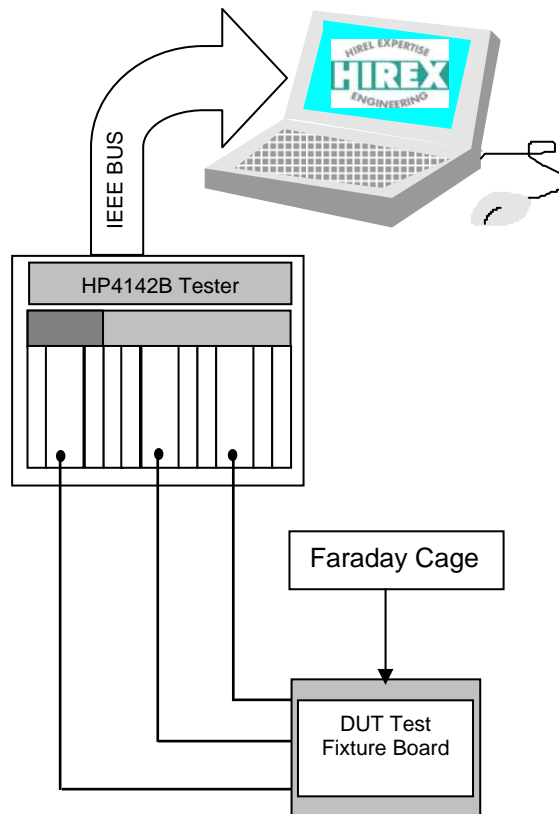 HIREL EXPERTISE
HIREX
ENGINEERING
IEEE BUS
HP4142B Tester
Faraday Cage
DUT Test
Fixture Board